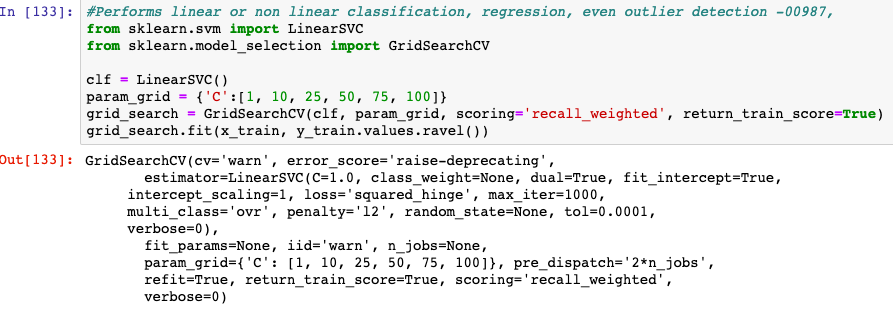 In [133]: #Performs linear or non linear classification, regression, even outlier detection -00987,
from sklearn.svm import LinearSVC
from sklearn.model_selection import GridSearchCV
clf = LinearSVC()
param_grid = {'C':[1, 10, 25, 50, 75, 100]}
grid_search = GridSearchCV(clf, param_grid, scoring='recall_weighted', return_train_score=True)
grid_search.fit(x_train, y_train.values.ravel())
Out[133]: GridSearchCV(cv='warn', error_score='raise-deprecating',
estimator=LinearSVC(C=1.0, class_weight=None, dual=True, fit_intercept=True,
intercept_scaling=1, loss='squared_hinge', max_iter=1000,
multi_class='ovr', penalty='l2', random_state=None, tol=0.0001,
verbose=0),
fit_params=None, iid='warn', n_jobs=None,
param_grid={'C': [1, 10, 25, 50, 75, 100]}, pre_dispatch='2*n_jobs',
refit=True, return_train_score=True, scoring='recall_weighted',
verbose=0)